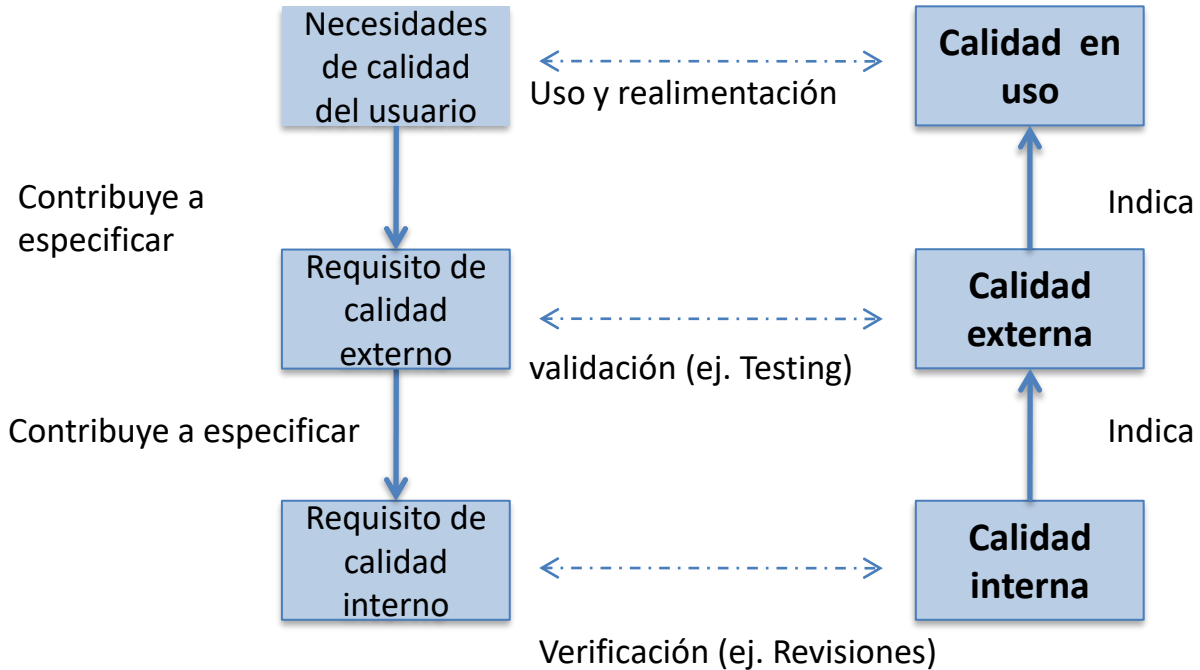 Necesidades
de calidad
del usuario
Uso y realimentación
Calidad en
uso
Contribuye a
especificar
Indica
Requisito de
calidad
externo
validación (ej. Testing)
Calidad
externa
Contribuye a especificar
Indica
Requisito de
calidad
interno
Verificación (ej. Revisiones)
Calidad
interna